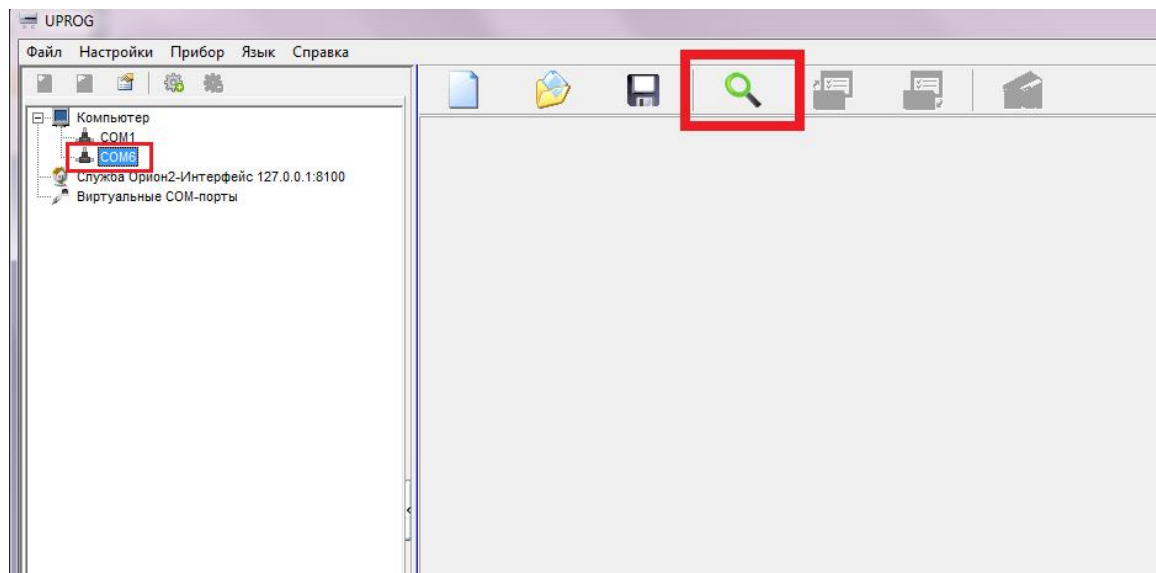 UPROG
Файл Настройки Прибор Язык Справка
Компьютер
COM1
COM6
Служба Орион2-Интерфейс 127.0.0.1:8100
Виртуальные COM-порты